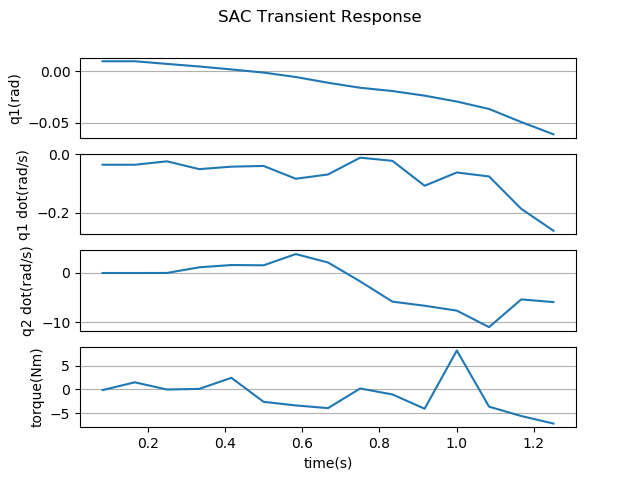 SAC Transient Response
q1(rad)
0.00
−0.05
q1 dot(rad/s)
0.0
−0.2
q2 dot(rad/s)
0
−10
torque(Nm)
5
0
−5
0.2 0.4 0.6 0.8 1.0 1.2
time(s)